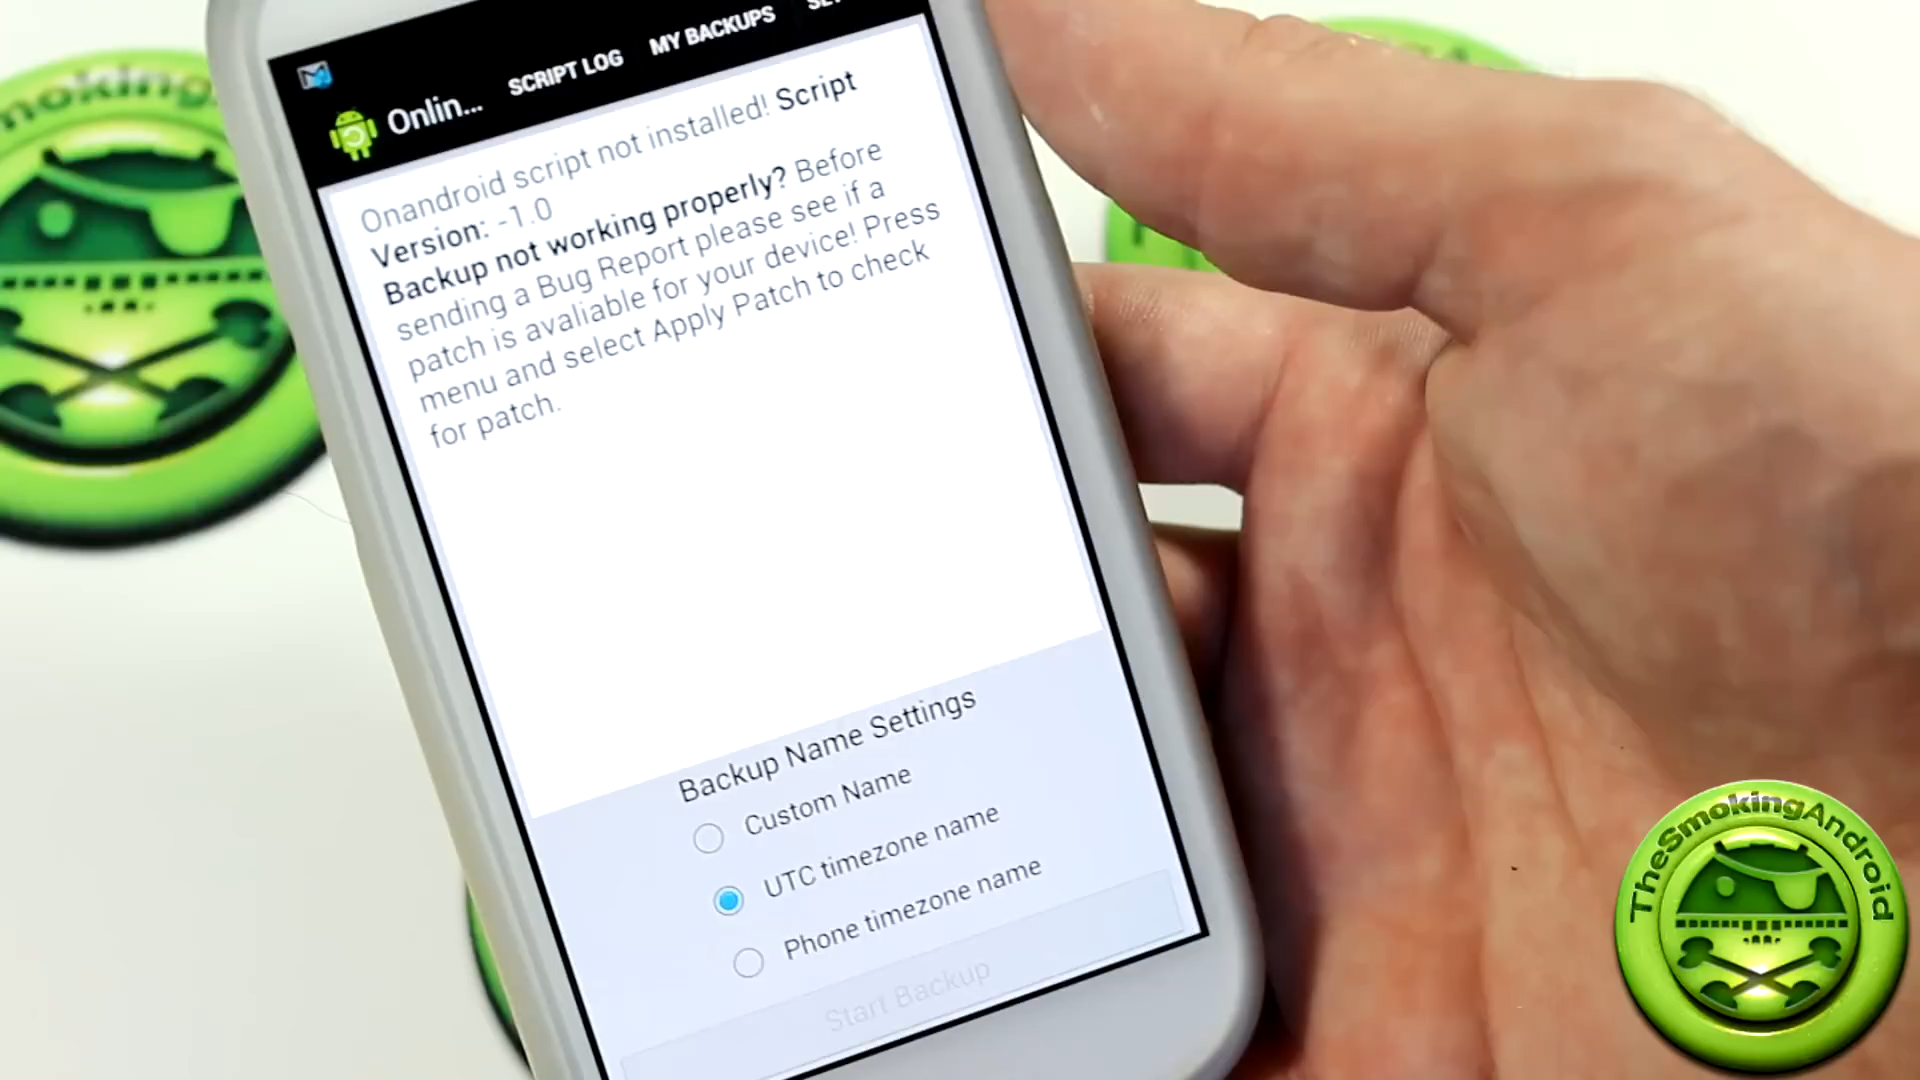 SCRIPT LOG MY BACKUPS
Onlin...
Onandroid script not installed! Script
Version: -1.0
Backup not working properly? Before
sending a Bug Report please see if a
patch is avaliable for your device! Press
menu and select Apply Patch to check
for patch.
Backup Name Settings
Custom Name
UTC timezone name
Phone timezone name
Start Backup
TheSmokingAndroid